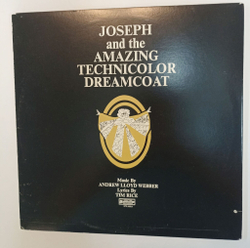 JOSEPH
and the
AMAZING
TECHNICOLOR
DREAMCOAT
Music By
ANDREW LLOYD WEBBER
Lyrics By
TIM RICE